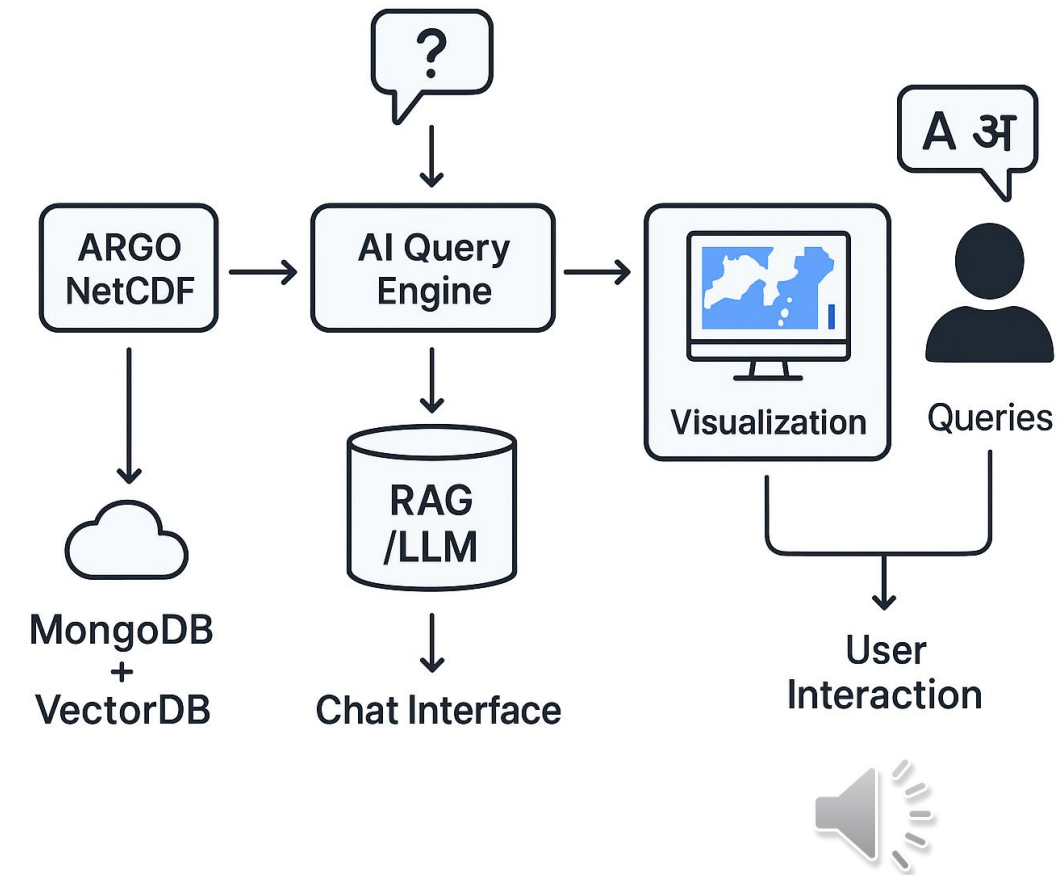 ?
A अ
ARGO
NetCDF
AI Query
Engine
Visualization
Queries
RAG
/LLM
MongoDB
+
VectorDB
Chat Interface
User
Interaction